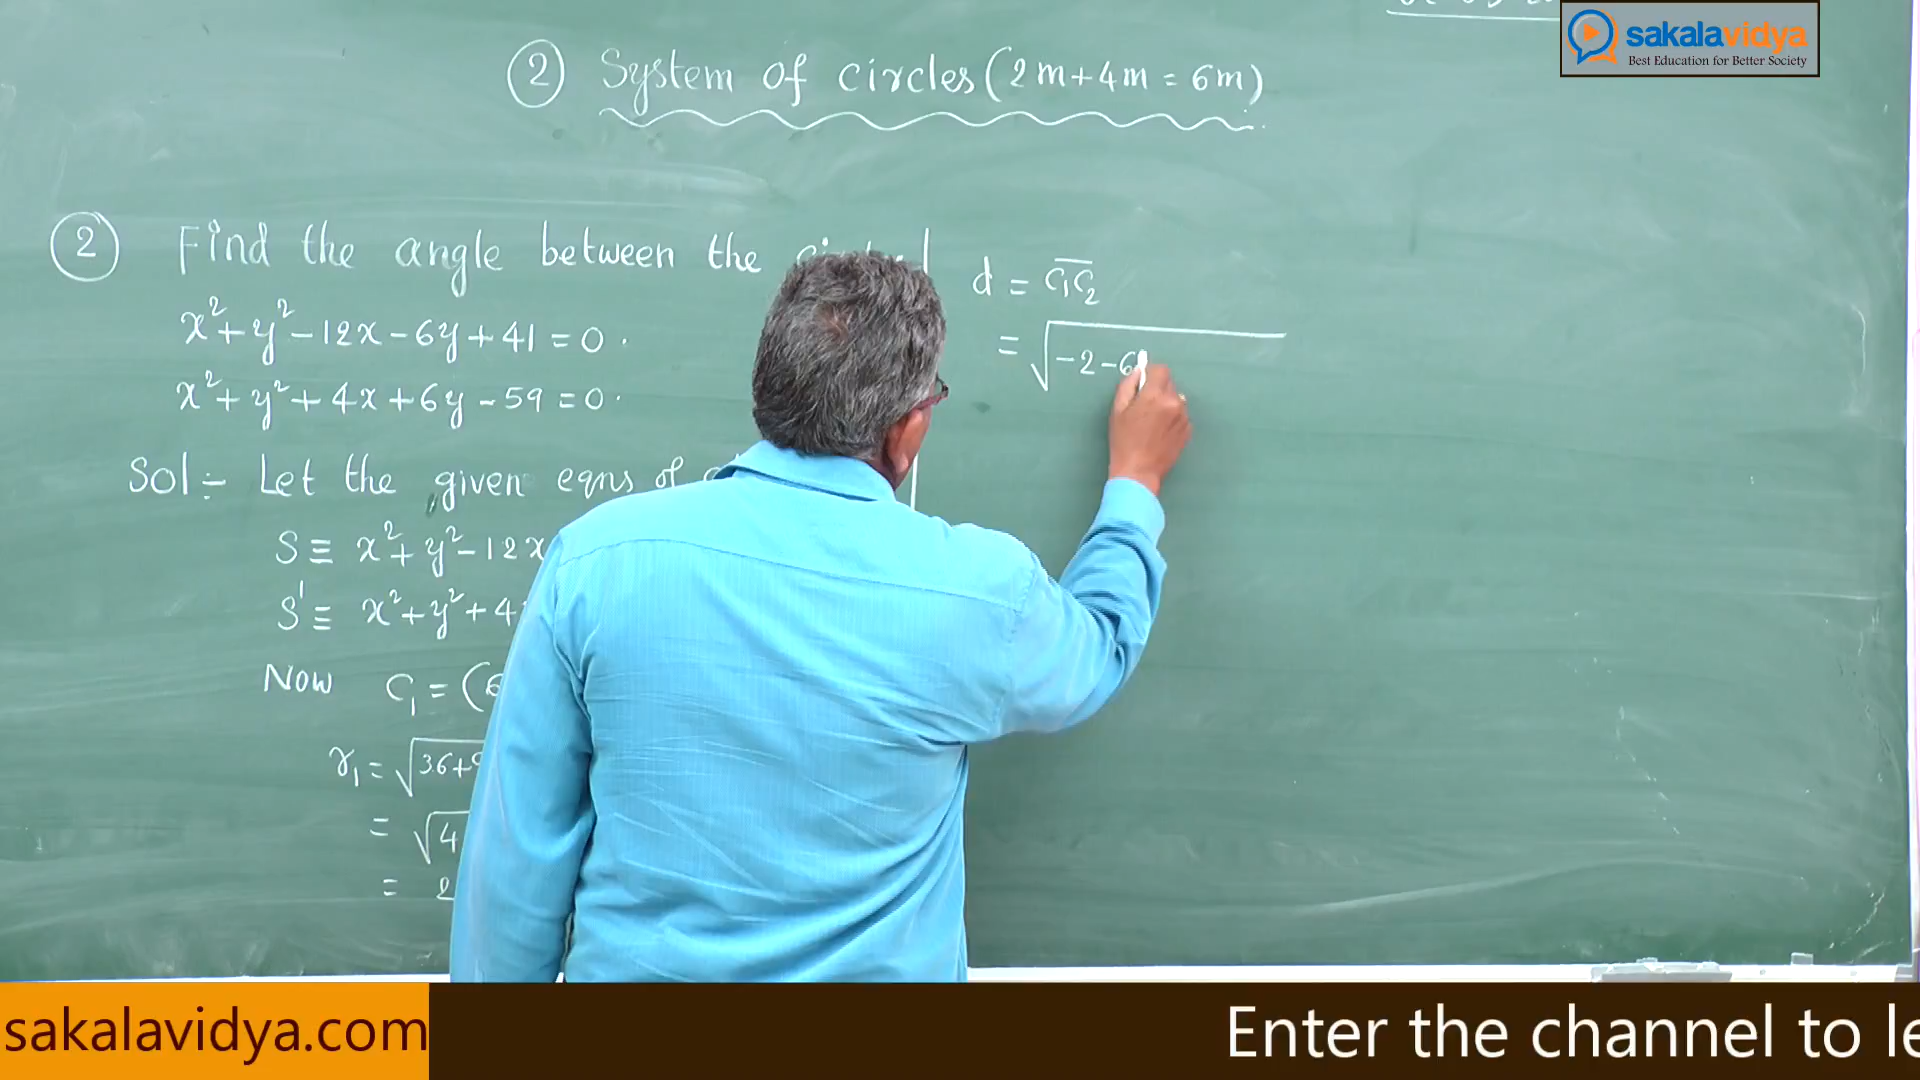 sakalavidya
Best Education for Better Society
② System of circles (2m+4m = 6m)
② Find the angle between the
x²+y²-12x-6y+41=0.
x²+y²+4x+6y-59=0.
Sol:- Let the given eqns of
S ≡ x²+y²-12x
S' ≡ x²+y²+4
Now C₁ = (6
r₁ = √36+
= √4
= 2
d = C₁C₂
= √-2-6
sakalavidya.com
Enter the channel to le